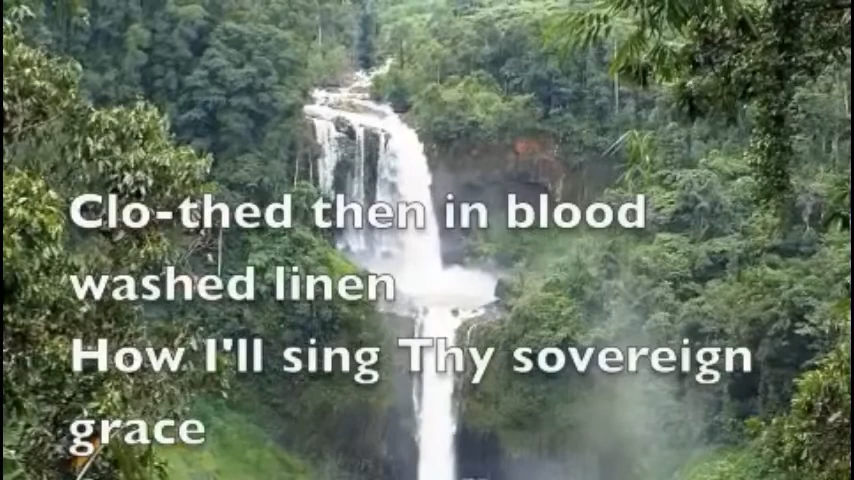 Clo-thed then in blood
washed linen
How I'll sing Thy sovereign
grace